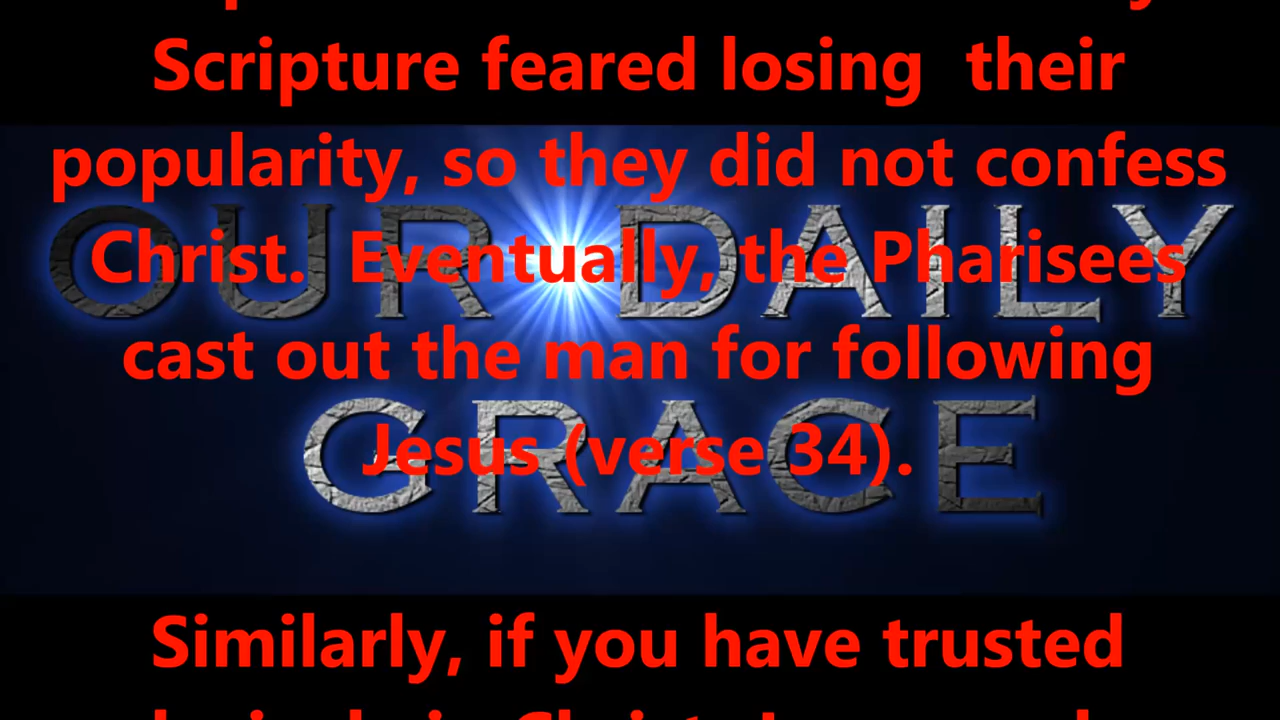 Scripture feared losing  their
popularity, so they did not confess
OUR DAILY
Christ.  Eventually, the Pharisees
cast out the man for following
GRACE
Jesus (verse 34).
Similarly, if you have trusted